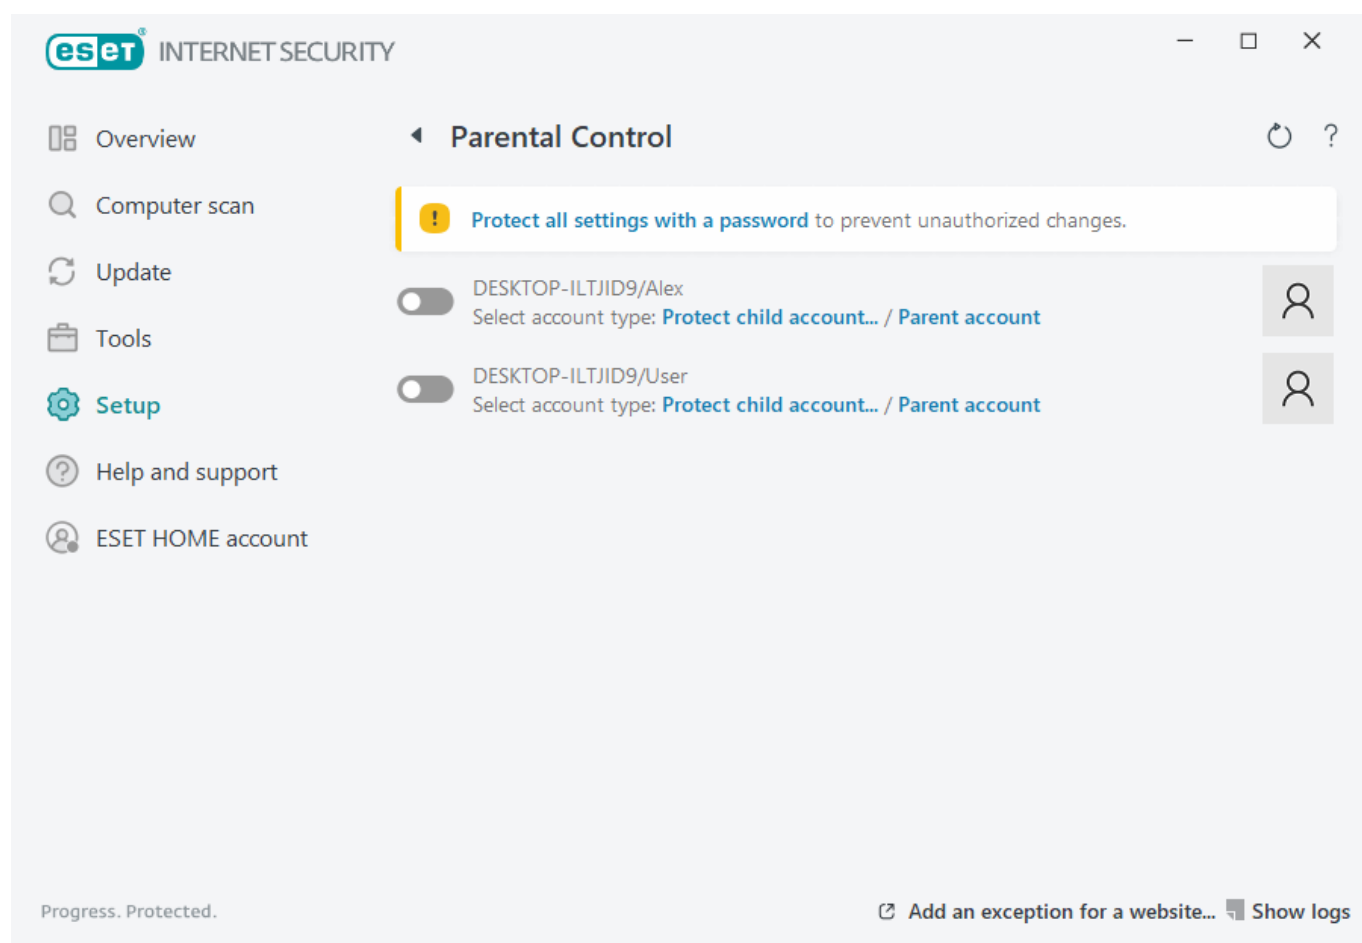 eset® INTERNET SECURITY
Overview
Computer scan
Update
Tools
Setup
Help and support
ESET HOME account
Parental Control
?
! Protect all settings with a password to prevent unauthorized changes.
DESKTOP-ILTJID9/Alex
Select account type: Protect child account... / Parent account
DESKTOP-ILTJID9/User
Select account type: Protect child account... / Parent account
Progress. Protected.
Add an exception for a website... Show logs